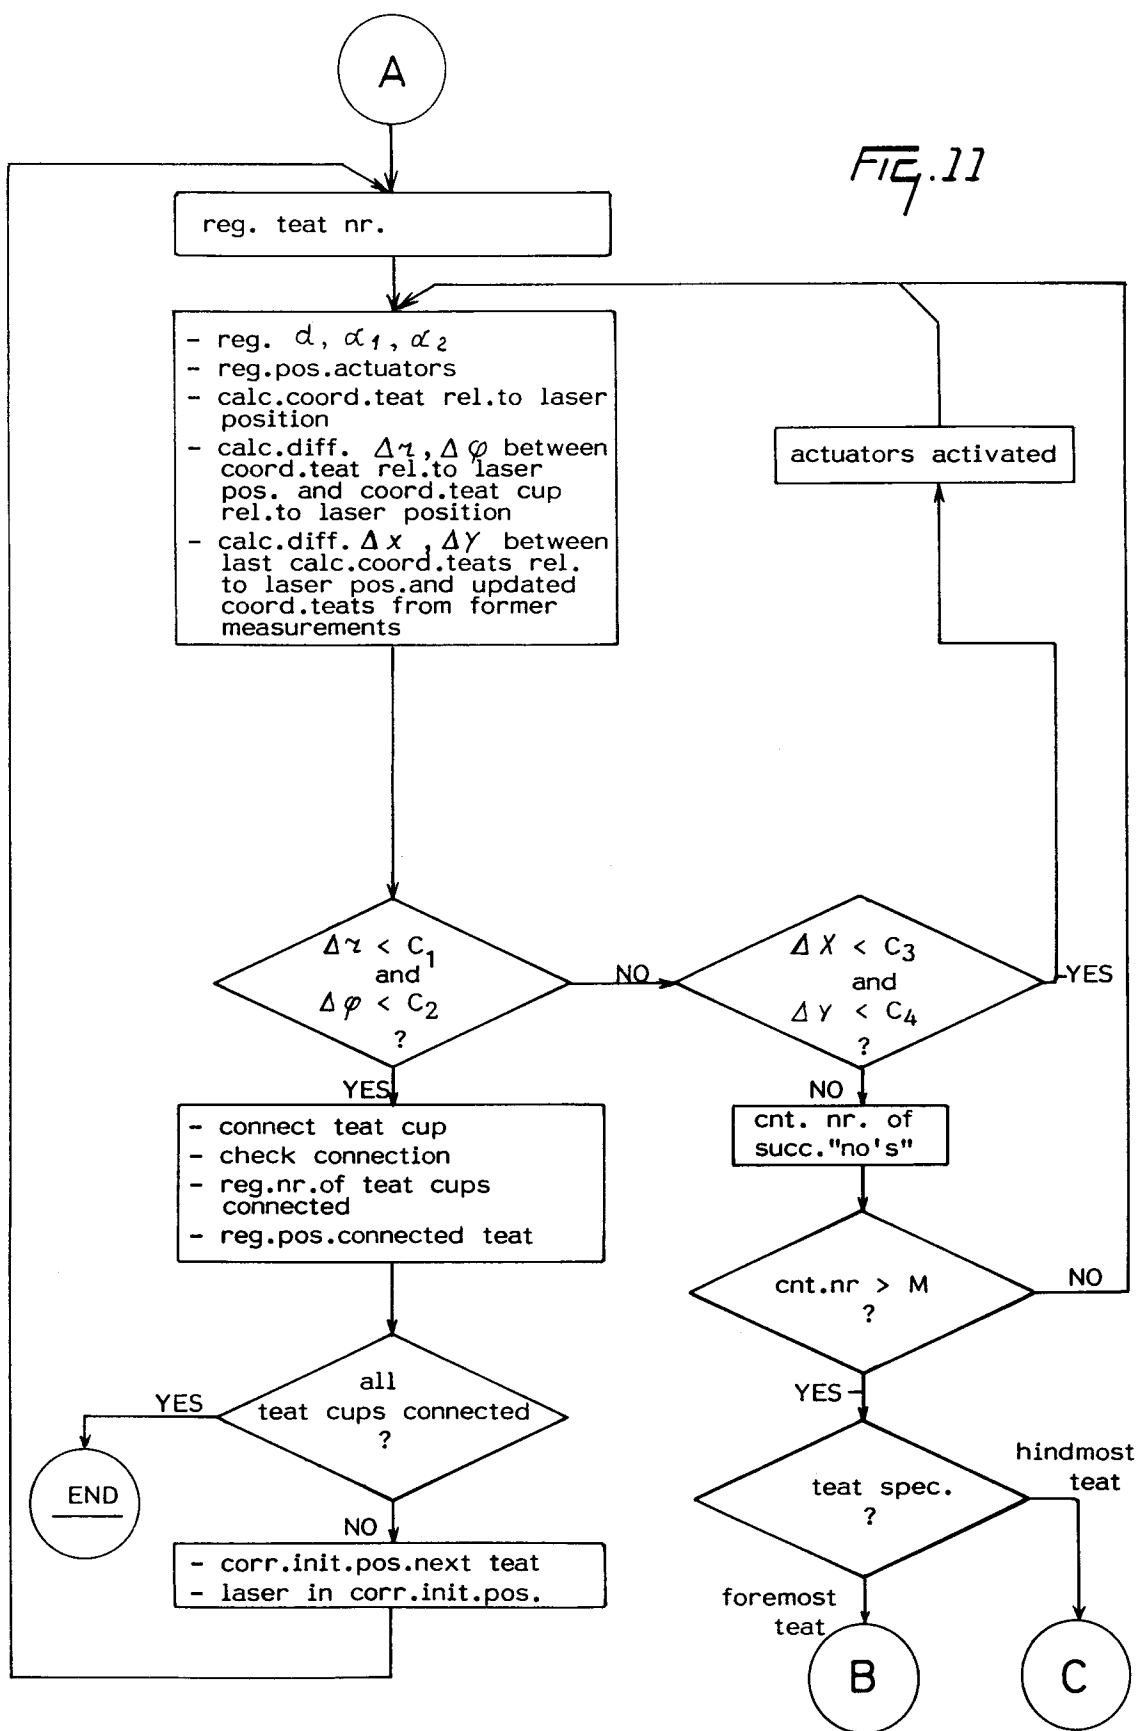 A
FIG. 11
reg. teat nr.
- reg. d, α1, α2
- reg.pos.actuators
- calc.coord.teat rel.to laser
position
- calc.diff. Δr, Δφ between
coord.teat rel.to laser
pos. and coord.teat cup
rel.to laser position
- calc.diff. Δx, ΔY between
last calc.coord.teats rel.
to laser pos.and updated
coord.teats from former
measurements
actuators activated
Δr < C1
and
Δφ < C2
?
NO
ΔX < C3
and
ΔY < C4
?
YES
YES
NO
- connect teat cup
- check connection
- reg.nr.of teat cups
connected
- reg.pos.connected teat
cnt. nr. of
succ."no's"
cnt.nr > M
?
NO
YES
all
teat cups connected
?
YES
END
NO
- corr.init.pos.next teat
- laser in corr.init.pos.
teat spec.
?
hindmost
teat
foremost
teat
B
C